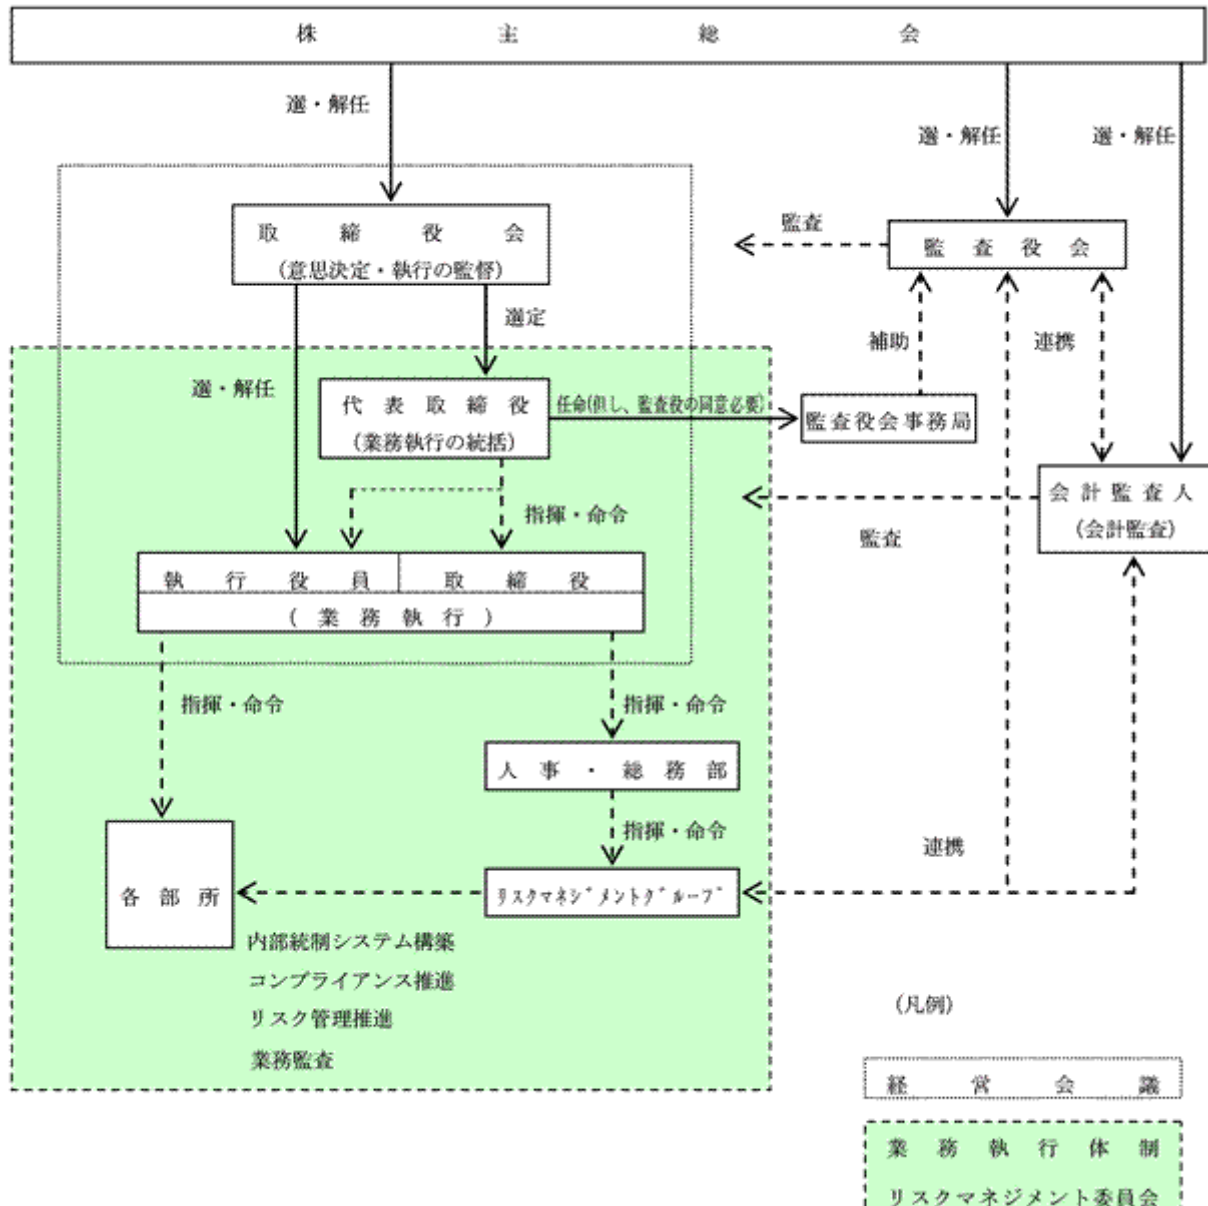 株主総会
選・解任
選・解任
選・解任
取締役会
(意思決定・執行の監督)
監査
監査役会
選定
補助
連携
選・解任
代表取締役
(業務執行の統括)
任命(但し、監査役の同意必要)
監査役会事務局
指揮・命令
監査
会計監査人
(会計監査)
執行役員
取締役
(業務執行)
指揮・命令
指揮・命令
人事・総務部
指揮・命令
連携
各部所
リスクマネジメントグループ
内部統制システム構築
コンプライアンス推進
リスク管理推進
業務監査
(凡例)
経営会議
業務執行体制
リスクマネジメント委員会